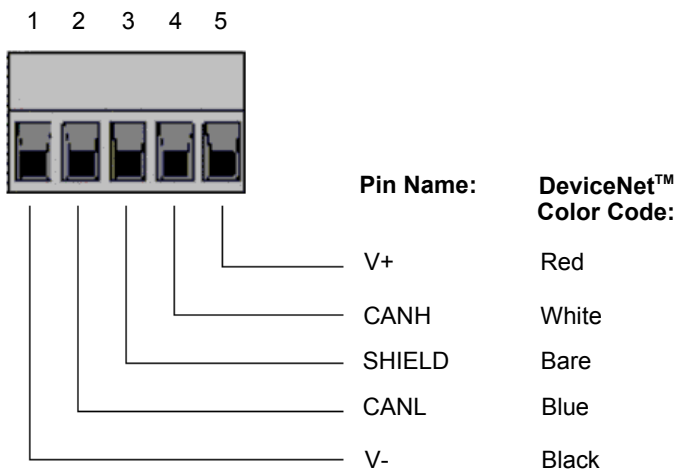 1 2 3 4 5
Pin Name: DeviceNet™
Color Code:
V+ Red
CANH White
SHIELD Bare
CANL Blue
V- Black